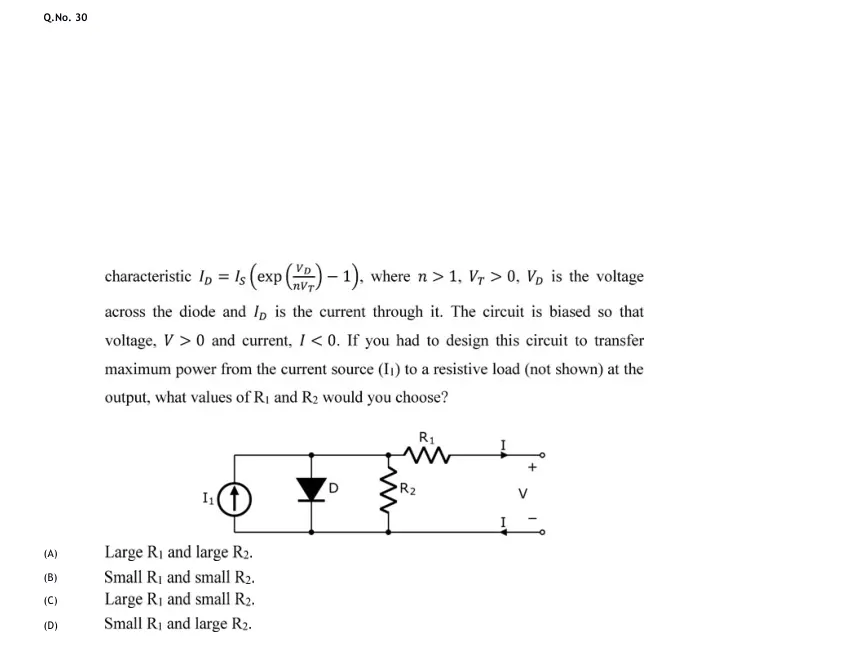 Q.No. 30
characteristic I_D = I_S (exp (V_D / nV_T) − 1), where n > 1, V_T > 0, V_D is the voltage
across the diode and I_D is the current through it. The circuit is biased so that
voltage, V > 0 and current, I < 0. If you had to design this circuit to transfer
maximum power from the current source (I₁) to a resistive load (not shown) at the
output, what values of R₁ and R₂ would you choose?
R₁
I
+
I₁
D
R₂
V
I
−
(A) Large R₁ and large R₂.
(B) Small R₁ and small R₂.
(C) Large R₁ and small R₂.
(D) Small R₁ and large R₂.